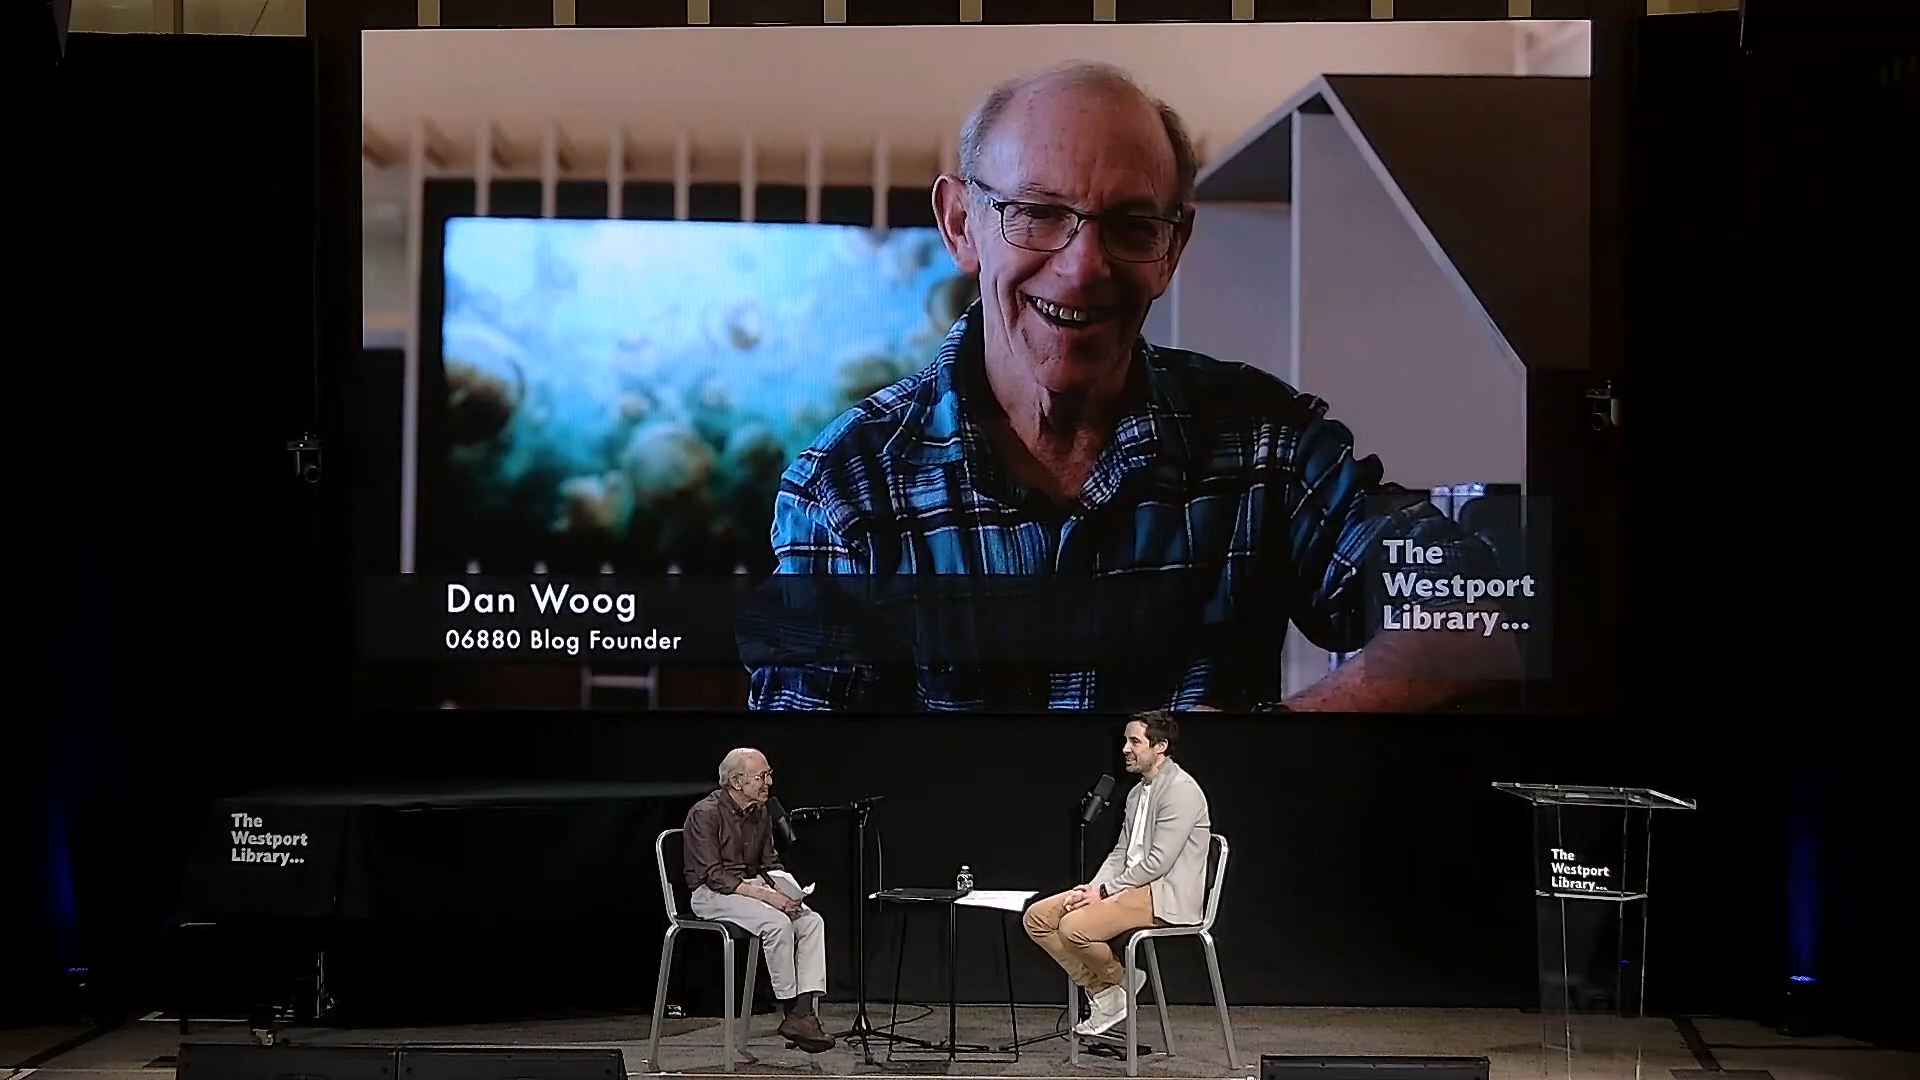 Dan Woog
06880 Blog Founder
The
Westport
Library...
The
Westport
Library...
The
Westport
Library...